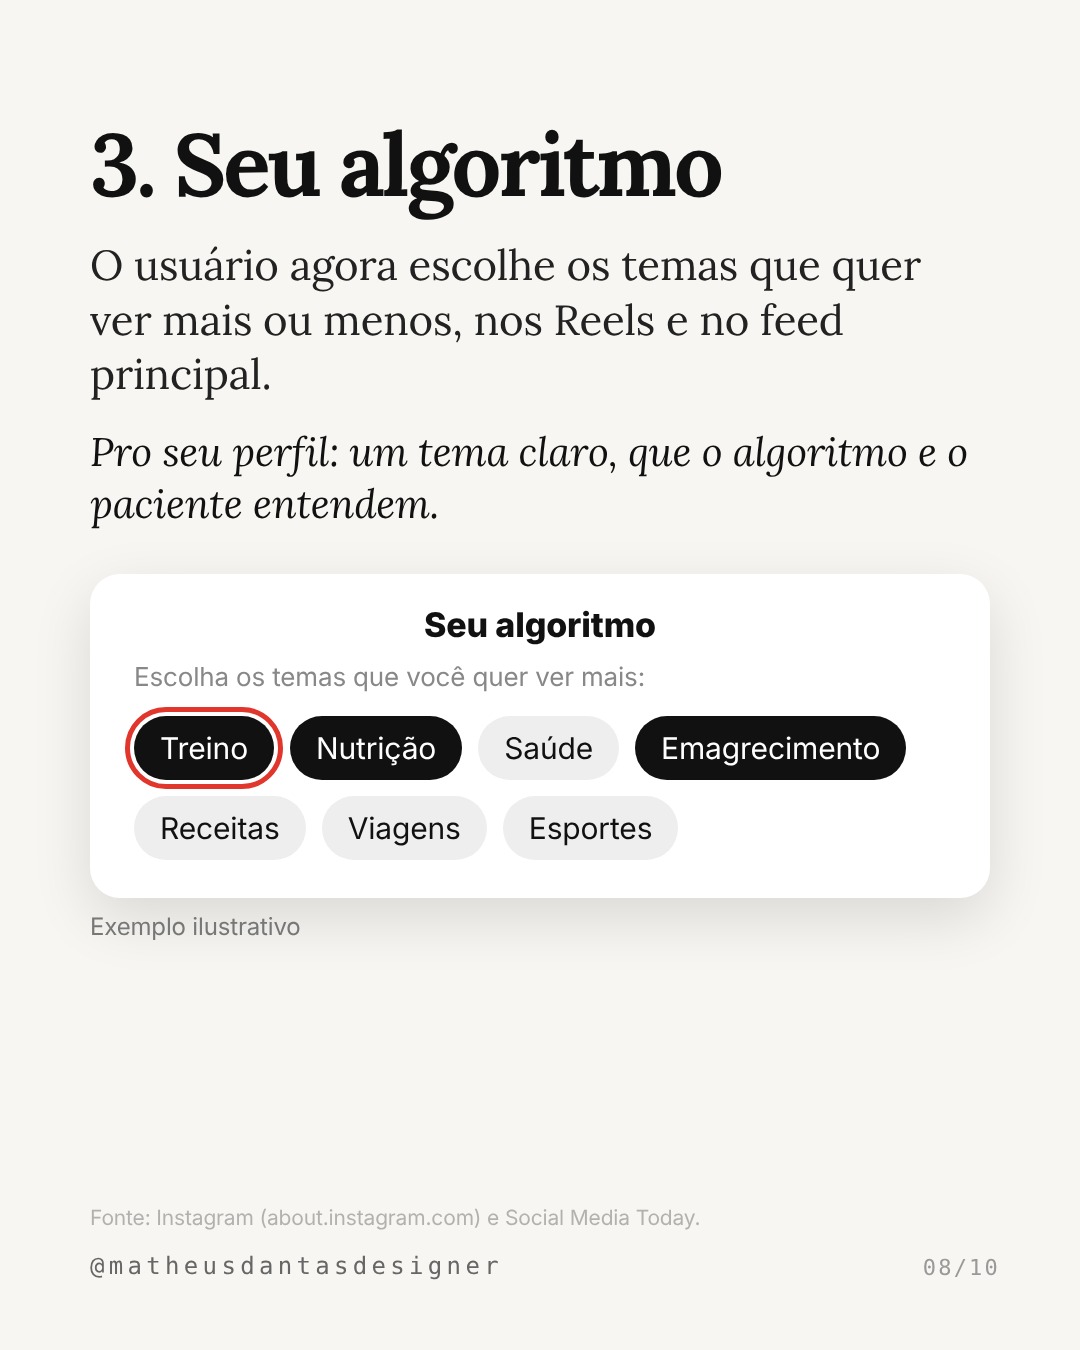 3. Seu algoritmo
O usuário agora escolhe os temas que quer
ver mais ou menos, nos Reels e no feed
principal.
Pro seu perfil: um tema claro, que o algoritmo e o
paciente entendem.
Seu algoritmo
Escolha os temas que você quer ver mais:
Treino Nutrição Saúde Emagrecimento
Receitas Viagens Esportes
Exemplo ilustrativo
Fonte: Instagram (about.instagram.com) e Social Media Today.
@matheusdantasdesigner 08/10